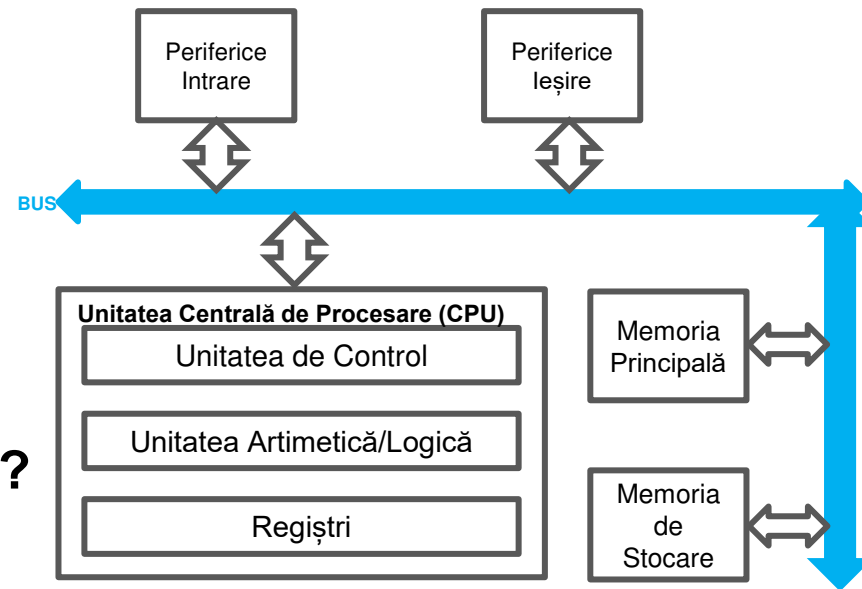 Periferice
Intrare
Periferice
Ieșire
BUS
Unitatea Centrală de Procesare (CPU)
Unitatea de Control
Unitatea Artimetică/Logică
Regiștri
?
Memoria
Principală
Memoria
de
Stocare